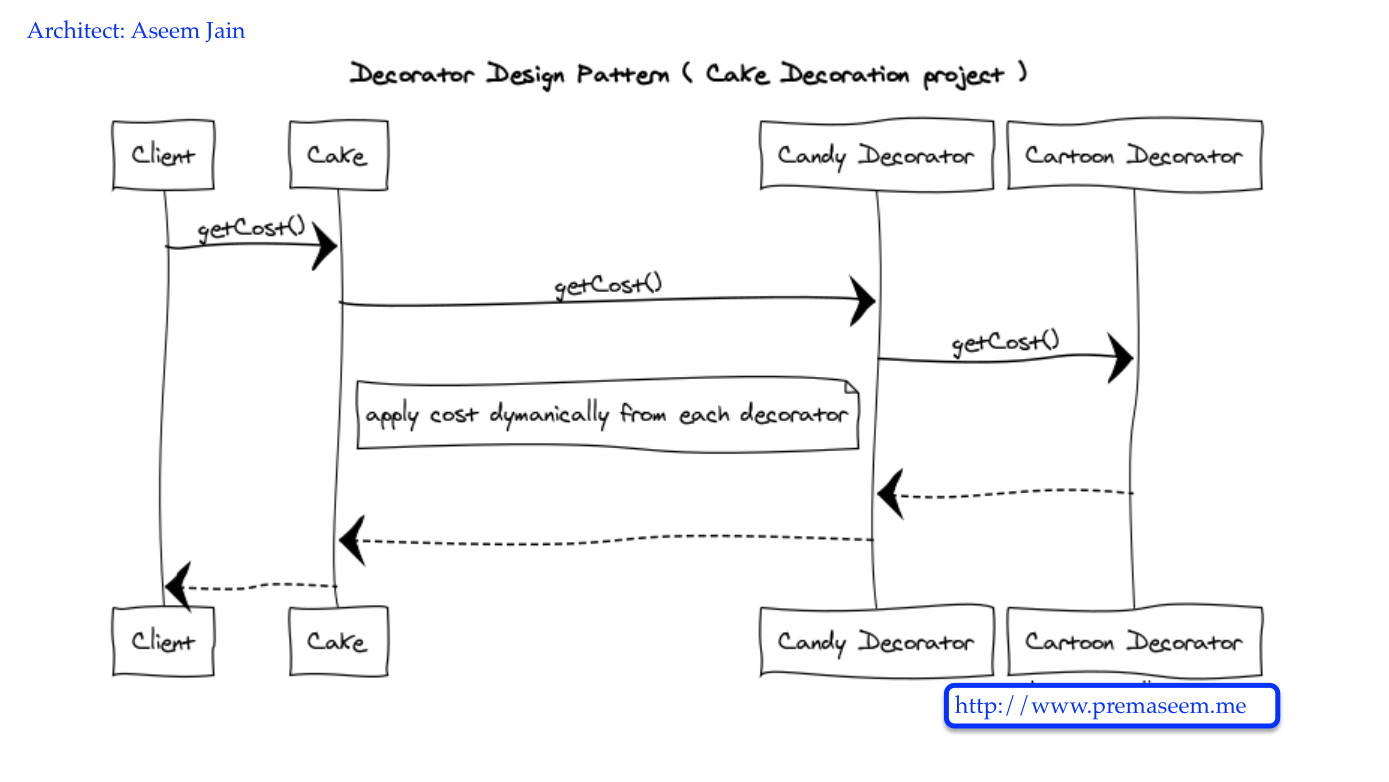 Architect: Aseem Jain
Decorator Design Pattern ( Cake Decoration project )
Client
Cake
Candy Decorator
Cartoon Decorator
getCost()
getCost()
getCost()
apply cost dymanically from each decorator
Client
Cake
Candy Decorator
Cartoon Decorator
http://www.premaseem.me